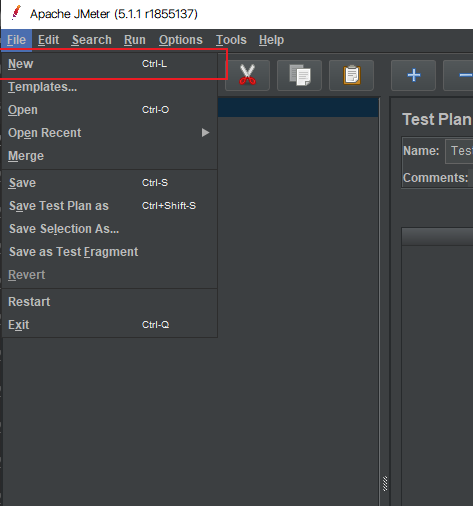 Apache JMeter (5.1.1 r1855137)
File Edit Search Run Options Tools Help
New Ctrl-L
Templates...
Open Ctrl-O
Open Recent
Merge
Save Ctrl-S
Save Test Plan as Ctrl+Shift-S
Save Selection As...
Save as Test Fragment
Revert
Restart
Exit Ctrl-Q
Test Plan
Name: Tes
Comments: